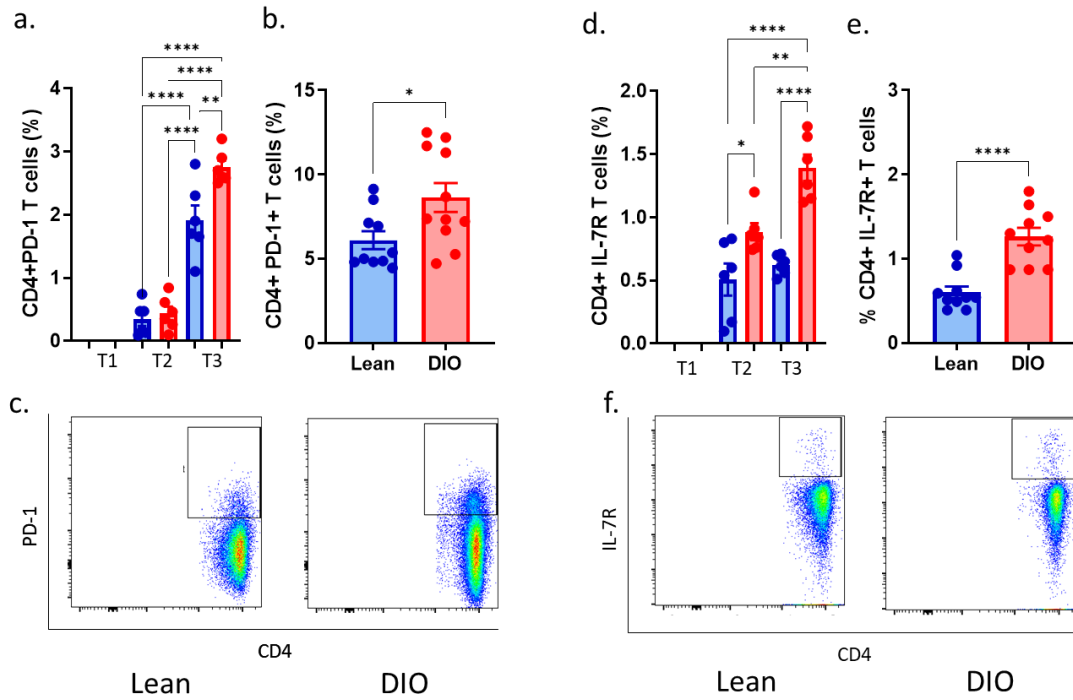 a.
****
****
****
**
****
CD4+PD-1 T cells (%)
4
3
2
1
0
T1
T2
T3
b.
*
CD4+ PD-1+ T cells (%)
15
10
5
0
Lean
DIO
d.
****
**
****
*
CD4+ IL-7R T cells (%)
2.0
1.5
1.0
0.5
0.0
T1
T2
T3
e.
****
% CD4+ IL-7R+ T cells
3
2
1
0
Lean
DIO
c.
PD-1
CD4
Lean
DIO
f.
IL-7R
CD4
Lean
DIO